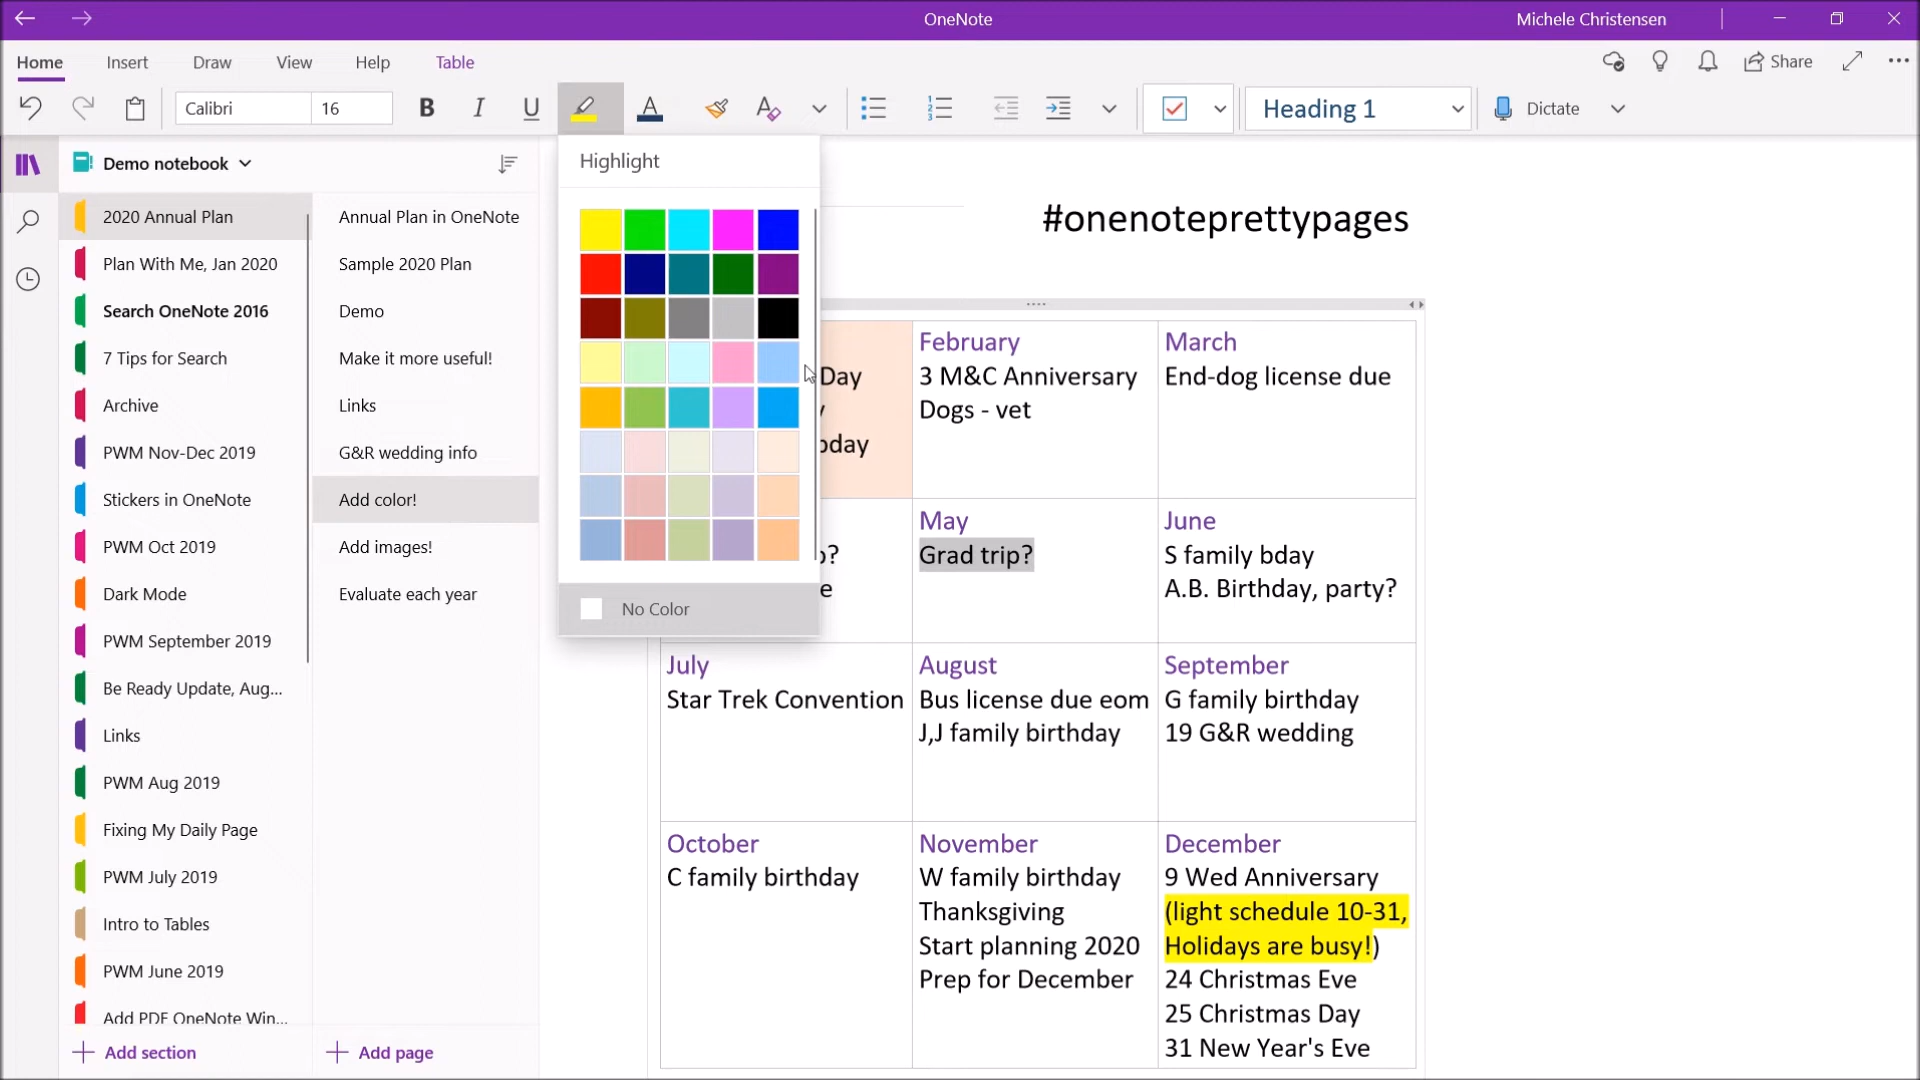 OneNote
Michele Christensen
Home
Insert
Draw
View
Help
Table
Share
Calibri
16
B
I
U
A
A
1
2
3
Heading 1
Dictate
Demo notebook
2020 Annual Plan
Plan With Me, Jan 2020
Search OneNote 2016
7 Tips for Search
Archive
PWM Nov-Dec 2019
Stickers in OneNote
PWM Oct 2019
Dark Mode
PWM September 2019
Be Ready Update, Aug...
Links
PWM Aug 2019
Fixing My Daily Page
PWM July 2019
Intro to Tables
PWM June 2019
Add PDF OneNote Win...
Add section
Annual Plan in OneNote
Sample 2020 Plan
Demo
Make it more useful!
Links
G&R wedding info
Add color!
Add images!
Evaluate each year
Add page
Highlight
No Color
#onenoteprettypages
Day
bday
?
e
February
3 M&C Anniversary
Dogs - vet
March
End-dog license due
May
Grad trip?
June
S family bday
A.B. Birthday, party?
July
Star Trek Convention
August
Bus license due eom
J,J family birthday
September
G family birthday
19 G&R wedding
October
C family birthday
November
W family birthday
Thanksgiving
Start planning 2020
Prep for December
December
9 Wed Anniversary
(light schedule 10-31,
Holidays are busy!)
24 Christmas Eve
25 Christmas Day
31 New Year's Eve